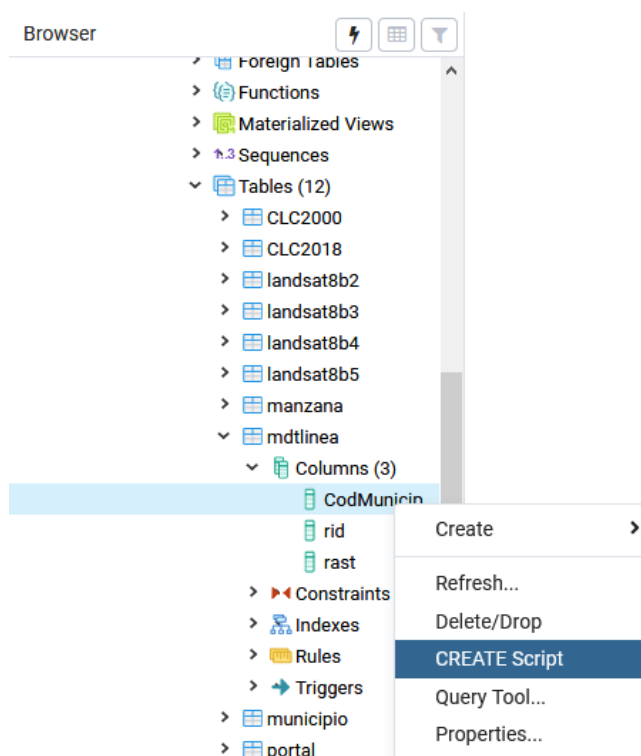 Browser
Foreign Tables
Functions
Materialized Views
1..3 Sequences
Tables (12)
CLC2000
CLC2018
landsat8b2
landsat8b3
landsat8b4
landsat8b5
manzana
mdtlinea
Columns (3)
CodMunicip
rid
rast
Constraints
Indexes
Rules
Triggers
municipio
portal
Create
Refresh...
Delete/Drop
CREATE Script
Query Tool...
Properties...